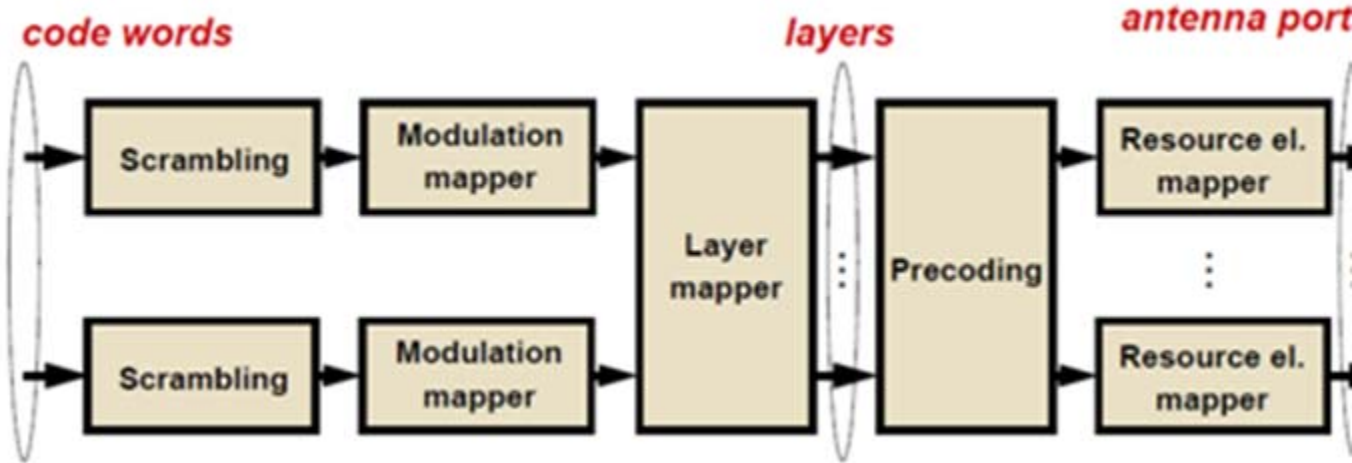 code words
layers
antenna port
Scrambling
Modulation
mapper
Layer
mapper
Precoding
Resource el.
mapper
Scrambling
Modulation
mapper
Resource el.
mapper